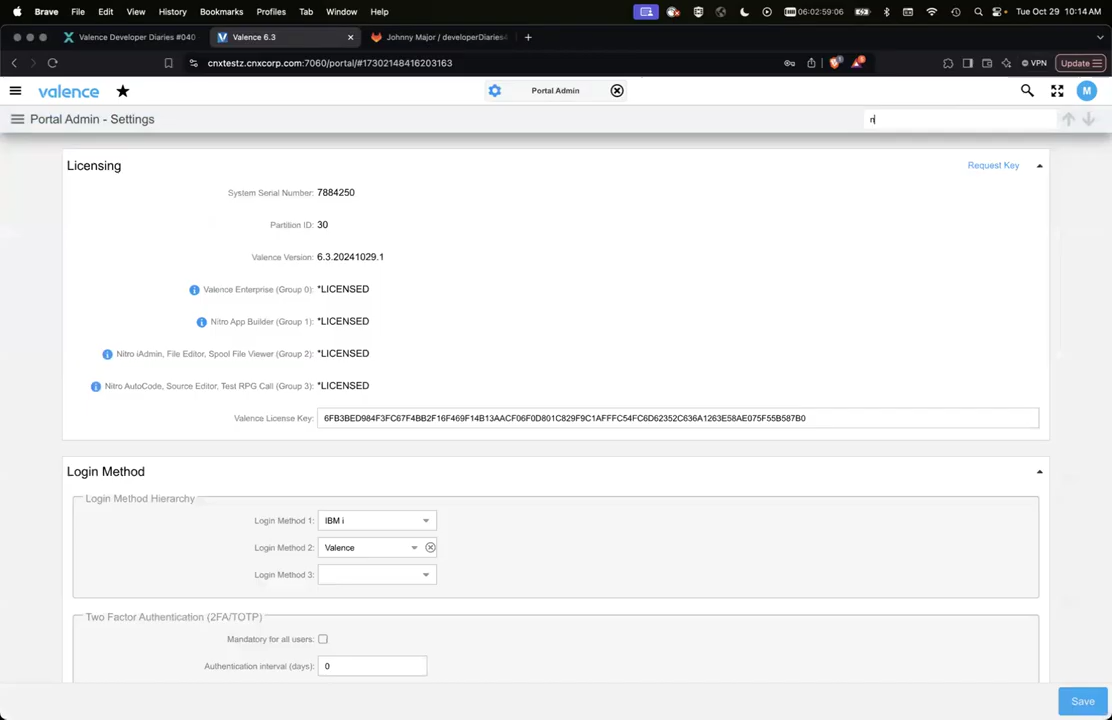 Brave File Edit View History Bookmarks Profiles Tab Window Help 06:02:59:06 Tue Oct 29 10:14 AM
Valence Developer Diaries #040 Valence 6.3 Johnny Major / developerDiaries4
cnxtestz.cnxcorp.com:7060/portal/#17302148416203163 VPN Update
valence Portal Admin M
Portal Admin - Settings n
Licensing Request Key
System Serial Number: 7884250
Partition ID: 30
Valence Version: 6.3.20241029.1
Valence Enterprise (Group 0): *LICENSED
Nitro App Builder (Group 1): *LICENSED
Nitro iAdmin, File Editor, Spool File Viewer (Group 2): *LICENSED
Nitro AutoCode, Source Editor, Test RPG Call (Group 3): *LICENSED
Valence License Key: 6FB3BED984F3FC67F4BB2F16F469F14B13AACF06F0D801C829F9C1AFFFC54FC6D62352C636A1263E58AE075F55B587B0
Login Method
Login Method Hierarchy
Login Method 1: IBM i
Login Method 2: Valence
Login Method 3:
Two Factor Authentication (2FA/TOTP)
Mandatory for all users:
Authentication interval (days): 0
Save